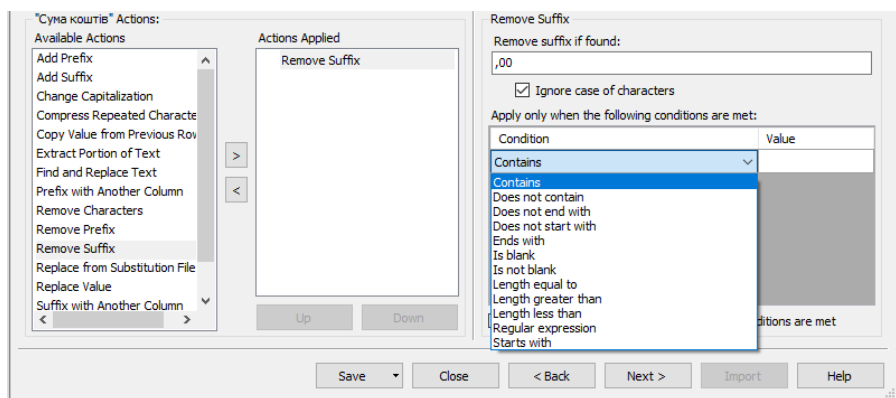 "Сума коштів" Actions:
Available Actions
Add Prefix
Add Suffix
Change Capitalization
Compress Repeated Characte
Copy Value from Previous Rov
Extract Portion of Text
Find and Replace Text
Prefix with Another Column
Remove Characters
Remove Prefix
Remove Suffix
Replace from Substitution File
Replace Value
Suffix with Another Column
>
<
Actions Applied
Remove Suffix
Up Down
Remove Suffix
Remove suffix if found:
,00
Ignore case of characters
Apply only when the following conditions are met:
Condition Value
Contains
Contains
Does not contain
Does not end with
Does not start with
Ends with
Is blank
Is not blank
Length equal to
Length greater than
Length less than
Regular expression
Starts with
ditions are met
Save Close < Back Next > Import Help